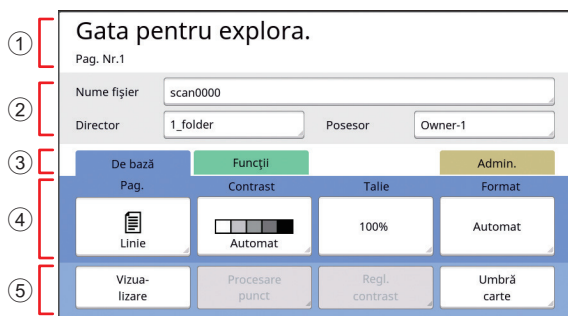 ① Gata pentru explora.
Pag. Nr.1
② Nume fişier scan0000
Director 1_folder Posesor Owner-1
③ De bază Funcţii Admin.
④ Pag. Contrast Talie Format
Linie Automat 100% Automat
⑤ Vizua-
lizare Procesare
punct Regl.
contrast Umbră
carte